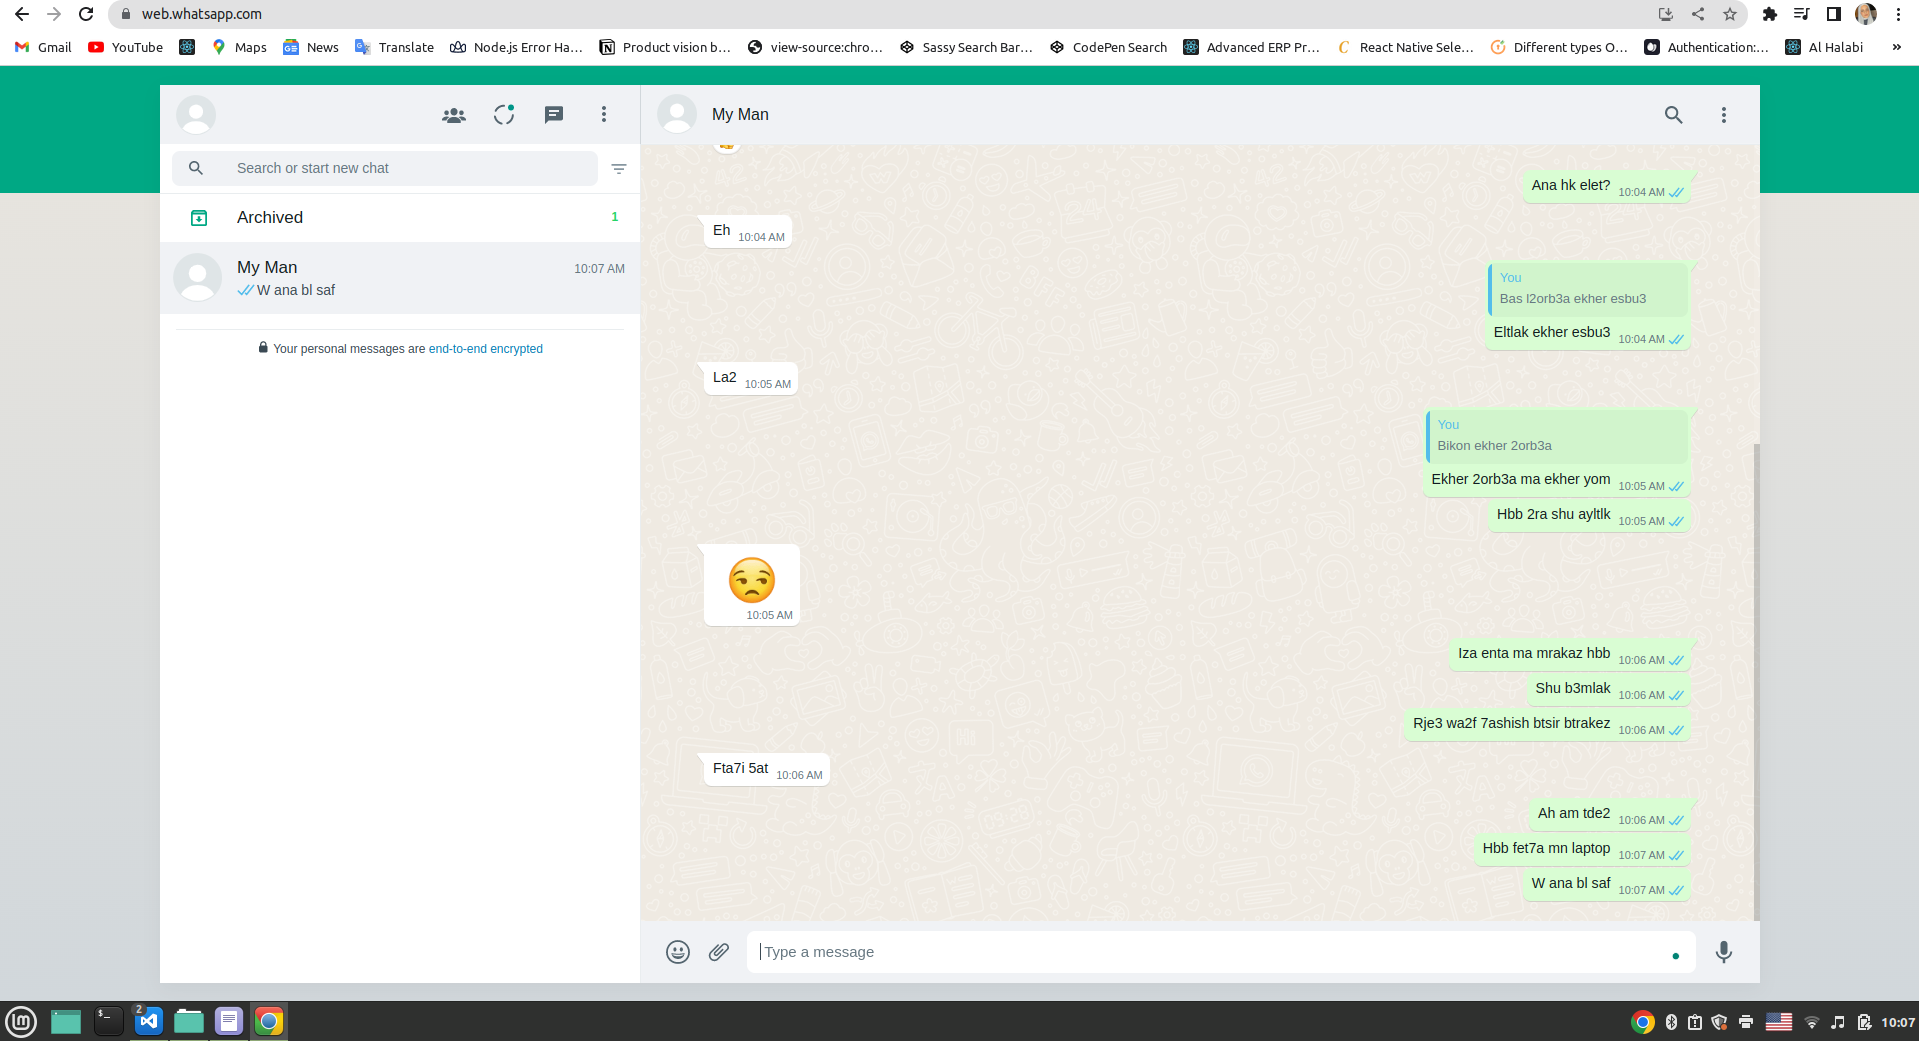 web.whatsapp.com
Gmail YouTube Maps News Translate Node.js Error Ha... Product vision b... view-source:chro... Sassy Search Bar... CodePen Search Advanced ERP Pr... React Native Sele... Different types O... Authentication:... Al Halabi »
My Man
Search or start new chat
Archived 1
My Man 10:07 AM
W ana bl saf
Your personal messages are end-to-end encrypted
Ana hk elet? 10:04 AM
Eh 10:04 AM
You
Bas l2orb3a ekher esbu3
Eltlak ekher esbu3 10:04 AM
La2 10:05 AM
You
Bikon ekher 2orb3a
Ekher 2orb3a ma ekher yom 10:05 AM
Hbb 2ra shu ayltlk 10:05 AM
10:05 AM
Iza enta ma mrakaz hbb 10:06 AM
Shu b3mlak 10:06 AM
Rje3 wa2f 7ashish btsir btrakez 10:06 AM
Fta7i 5at 10:06 AM
Ah am tde2 10:06 AM
Hbb fet7a mn laptop 10:07 AM
W ana bl saf 10:07 AM
Type a message
2
10:07